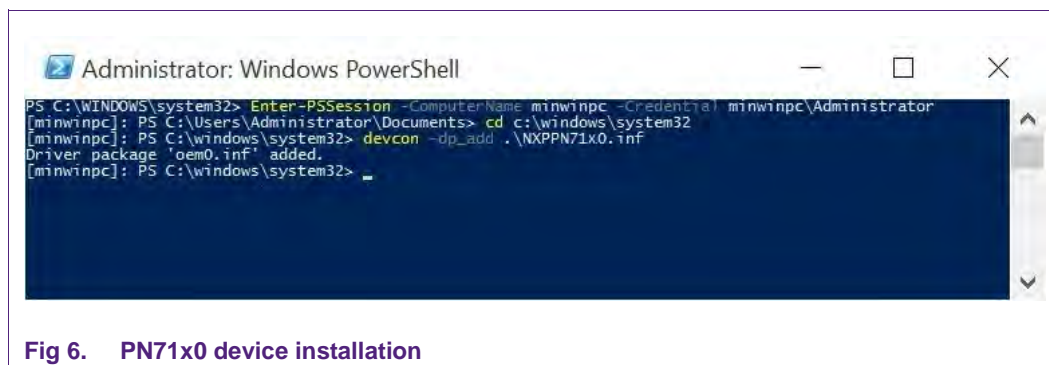 Administrator: Windows PowerShell
PS C:\WINDOWS\system32> Enter-PSSession -ComputerName minwinpc -Credential minwinpc\Administrator
[minwinpc]: PS C:\Users\Administrator\Documents> cd c:\windows\system32
[minwinpc]: PS C:\windows\system32> devcon -dp_add .\NXPPN71x0.inf
Driver package 'oem0.inf' added.
[minwinpc]: PS C:\windows\system32> _
Fig 6. PN71x0 device installation